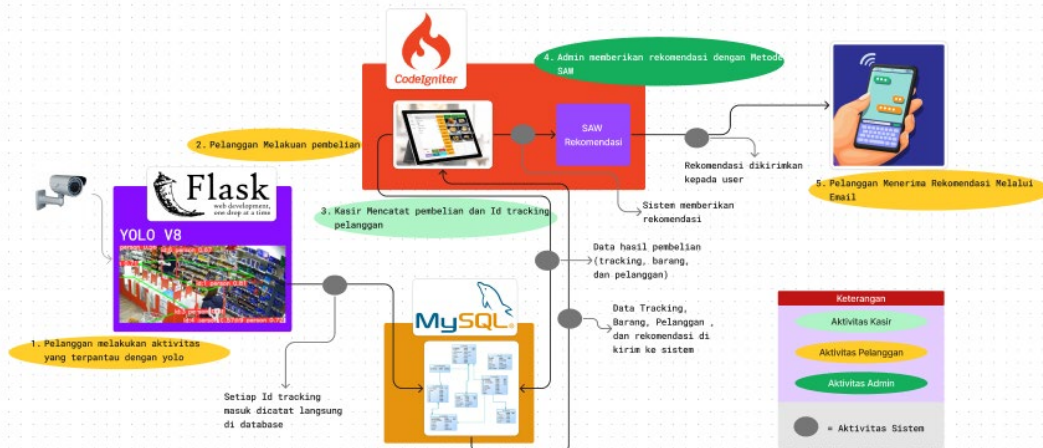 CodeIgniter
4. Admin memberikan rekomendasi dengan Metode
SAW
2. Pelanggan Melakuan pembelian
SAW
Rekomendasi
Flask
web development,
one drop at a time
YOLO V8
3. Kasir Mencatat pembelian dan Id tracking
pelanggan
Rekomendasi dikirimkan
kepada user
5. Pelanggan Menerima Rekomendasi Melalui
Email
Sistem memberikan
rekomendasi
Data hasil pembelian
(tracking, barang,
dan pelanggan)
MySQL
Data Tracking,
Barang, Pelanggan ,
dan rekomendasi di
kirim ke sistem
1. Pelanggan melakukan aktivitas
yang terpantau dengan yolo
Setiap Id tracking
masuk dicatat langsung
di database
Keterangan
Aktivitas Kasir
Aktivitas Pelanggan
Aktivitas Admin
= Aktivitas Sistem